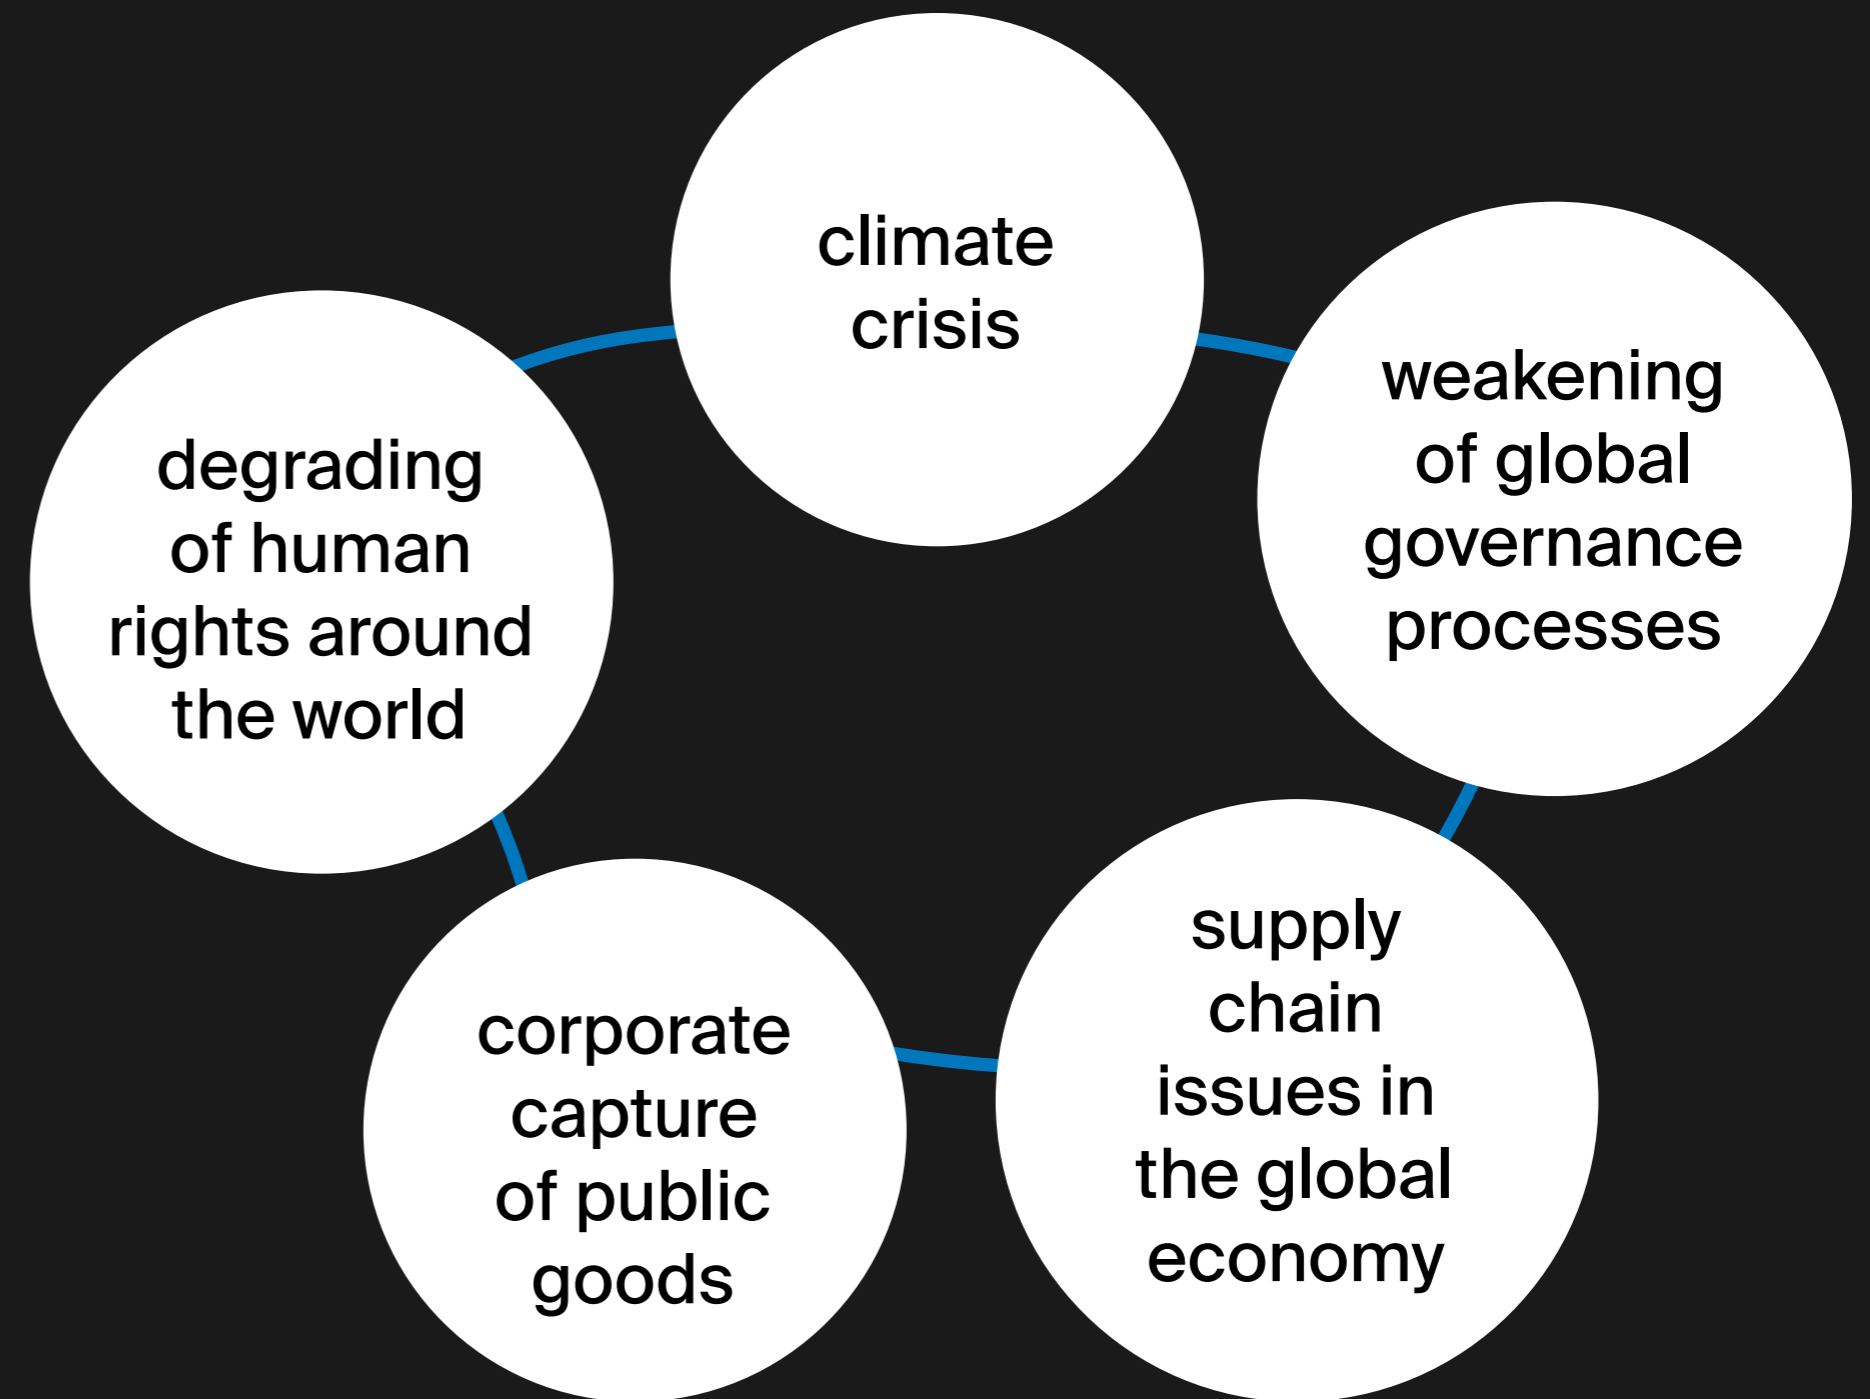 climate
crisis
weakening
of global
governance
processes
degrading
of human
rights around
the world
supply
chain
issues in
the global
economy
corporate
capture
of public
goods